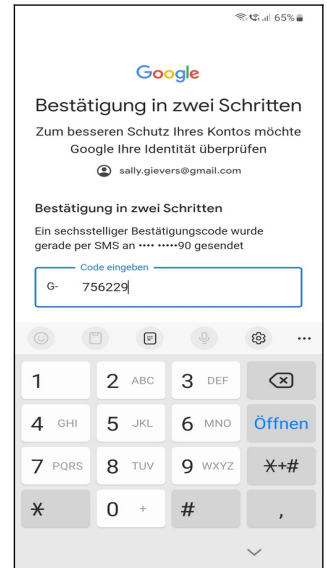 65%
Google
Bestätigung in zwei Schritten
Zum besseren Schutz Ihres Kontos möchte
Google Ihre Identität überprüfen
sally.gievers@gmail.com
Bestätigung in zwei Schritten
Ein sechsstelliger Bestätigungscode wurde
gerade per SMS an •••• •••••90 gesendet
Code eingeben
G- 756229
1 2 ABC 3 DEF
4 GHI 5 JKL 6 MNO Öffnen
7 PQRS 8 TUV 9 WXYZ *+#
* 0 + # ,